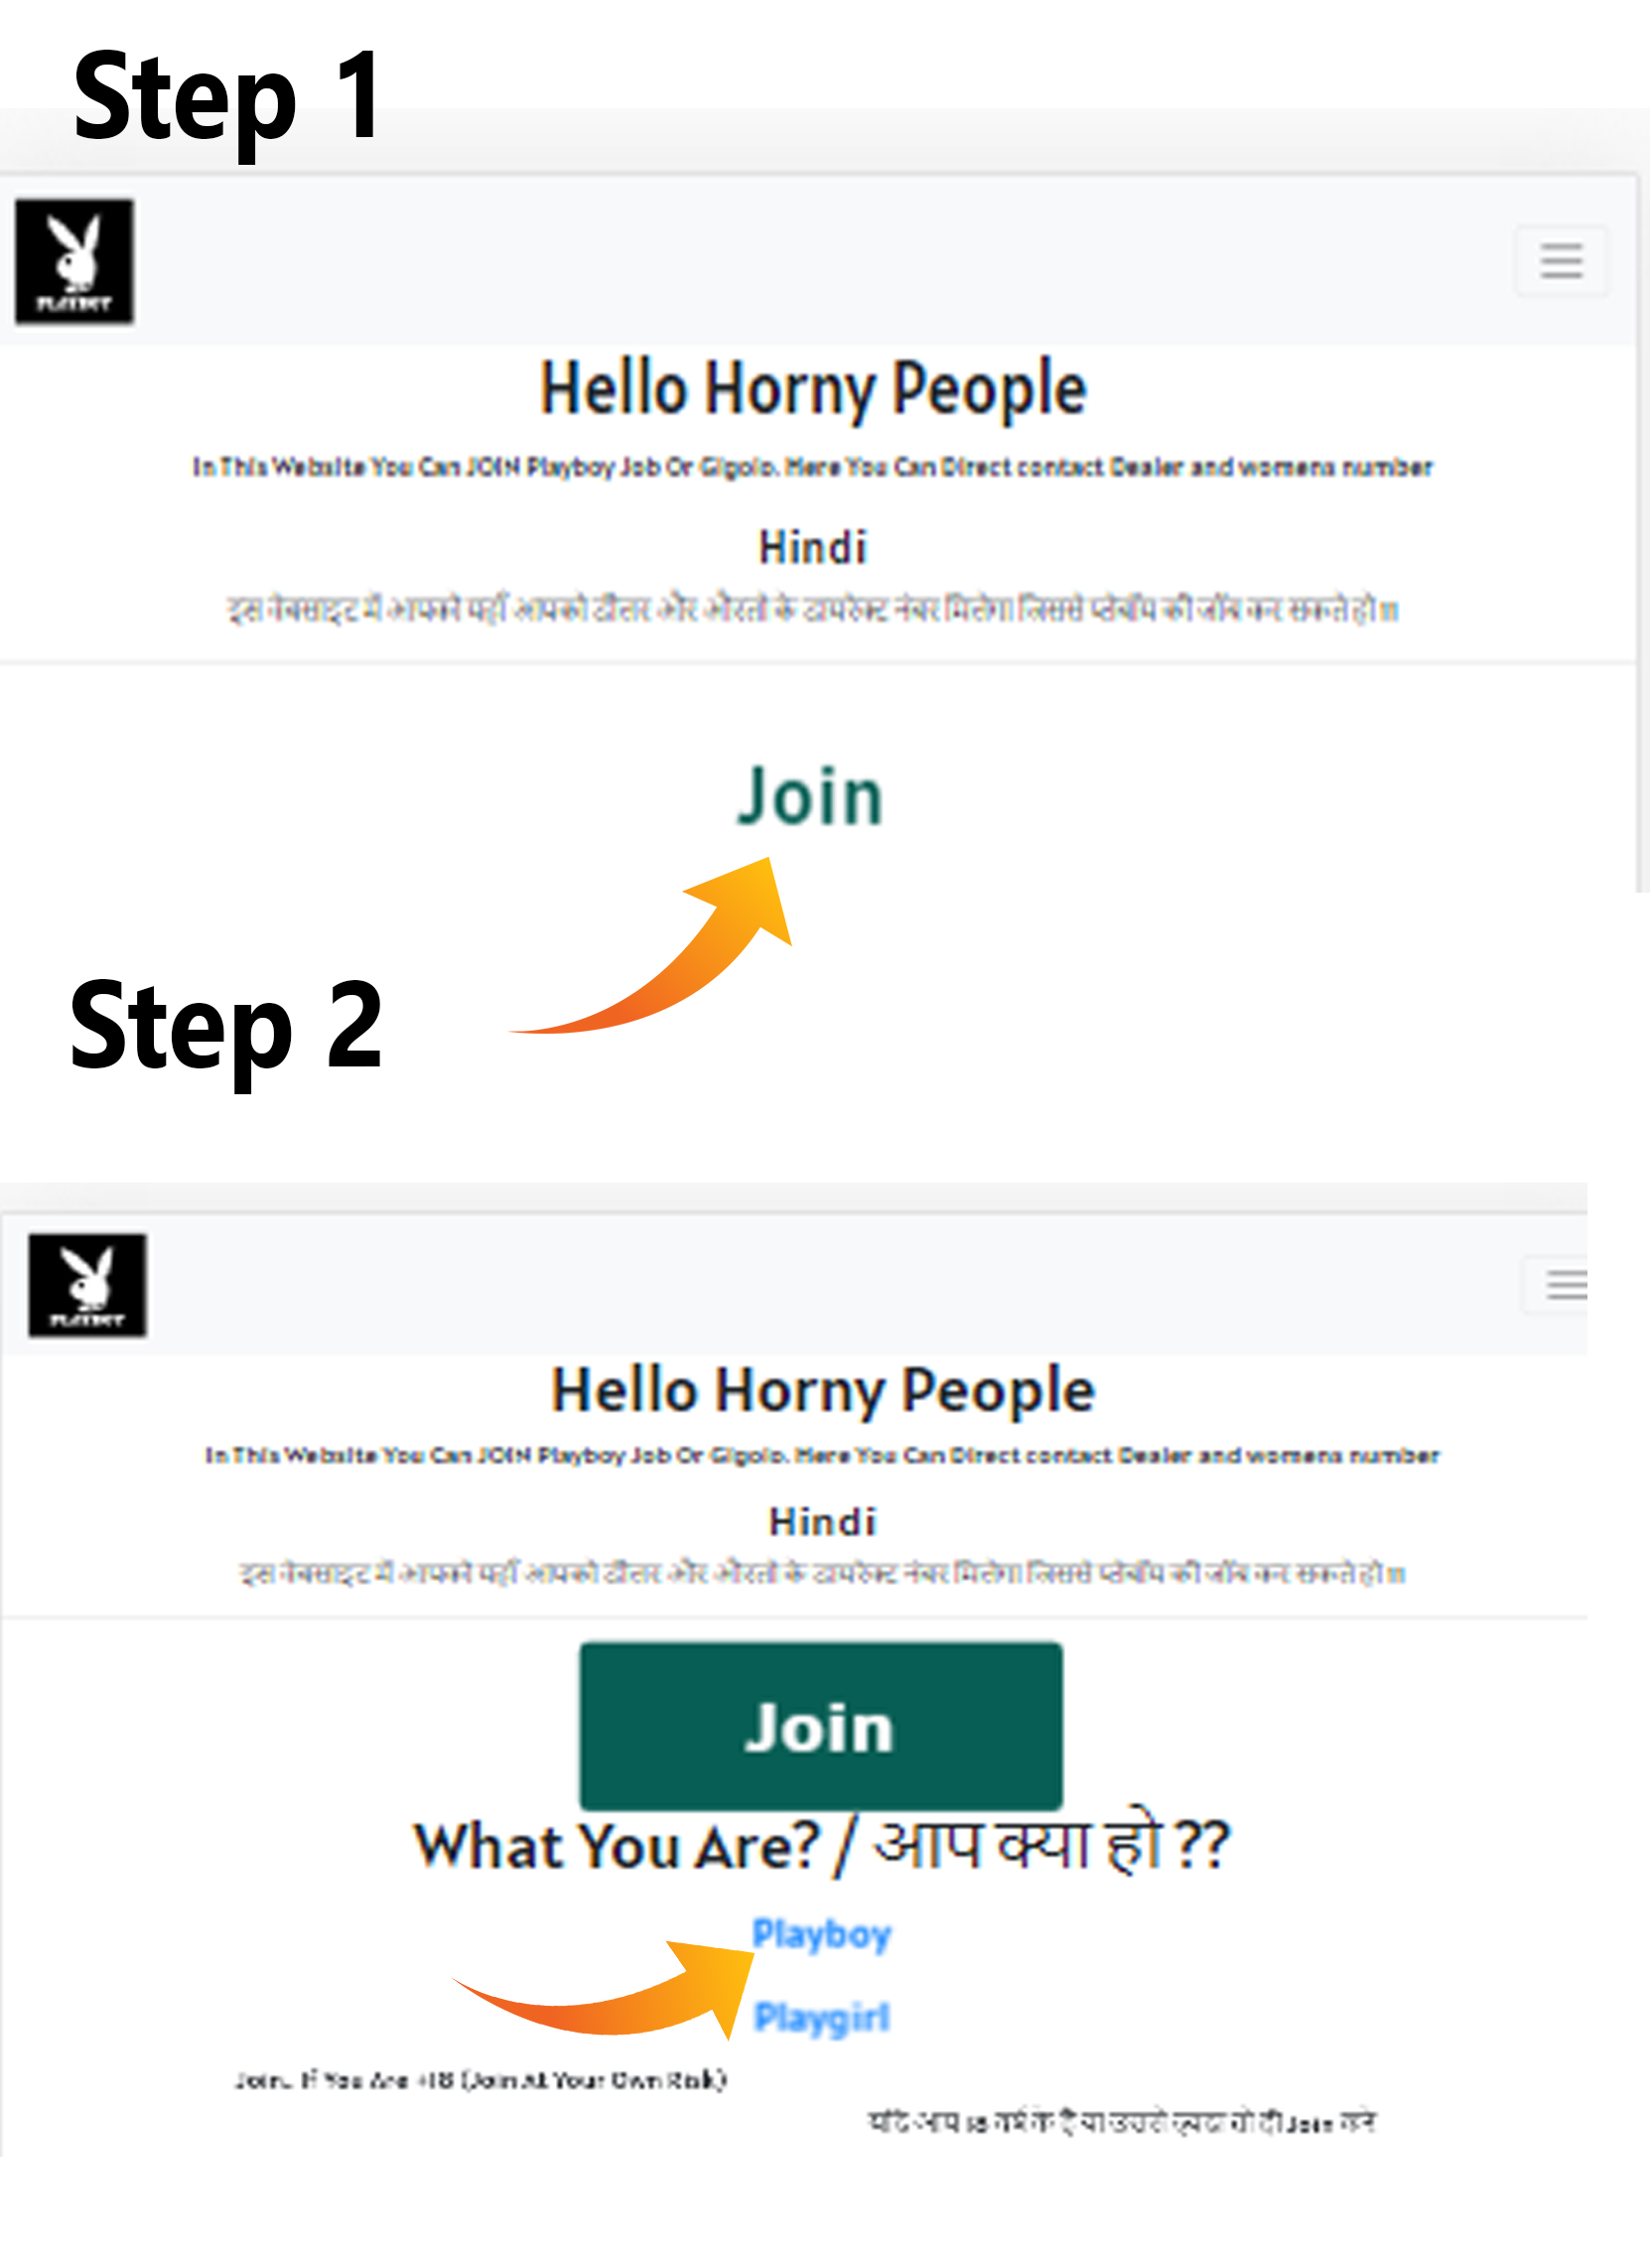 Step 1
PLAYBOY
Hello Horny People
In This Website You Can JOIN Playboy Job Or Gigolo. Here You Can Direct contact Dealer and womens number
Hindi
इस वेबसाइट में आपको यहाँ आपको डीलर और औरतों के डायरेक्ट नंबर मिलेगा जिससे प्लेबॉय की जॉब कर सकते हो !!!
Join
Step 2
PLAYBOY
Hello Horny People
In This Website You Can JOIN Playboy Job Or Gigolo. Here You Can Direct contact Dealer and womens number
Hindi
इस वेबसाइट में आपको यहाँ आपको डीलर और औरतों के डायरेक्ट नंबर मिलेगा जिससे प्लेबॉय की जॉब कर सकते हो !!!
Join
What You Are? / आप क्या हो ??
Playboy
Playgirl
Join.. If You Are +18 (Join At Your Own Risk)
यदि आप 18 वर्ष के है या उससे ज़्यादा तो ही Join करे